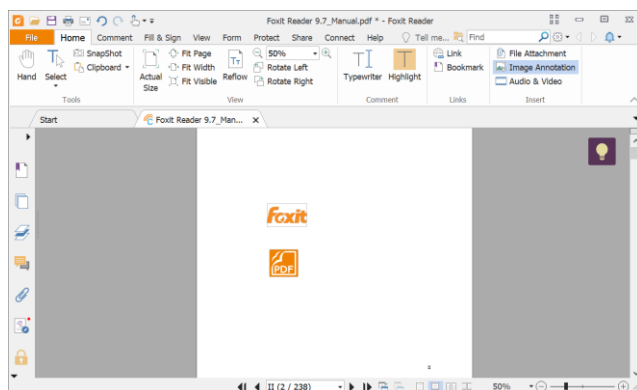 Foxit Reader 9.7_Manual.pdf * - Foxit Reader
File Home Comment Fill & Sign View Form Protect Share Connect Help Tell me... Find
Hand
Select
SnapShot
Clipboard
Tools
Actual Size
Fit Page
Fit Width
Fit Visible
Reflow
50%
Rotate Left
Rotate Right
View
Typewriter
Highlight
Comment
Link
Bookmark
Links
File Attachment
Image Annotation
Audio & Video
Insert
Start
Foxit Reader 9.7_Man...
Foxit
PDF
II (2 / 238)
50%